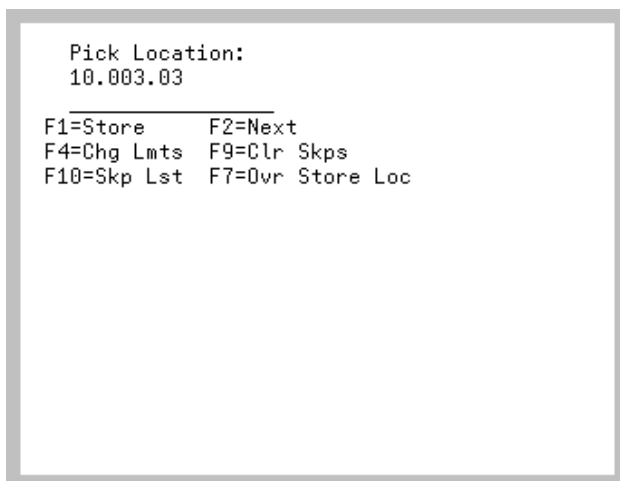 Pick Location:
10.003.03
F1=Store F2=Next
F4=Chg Lmts F9=Clr Skps
F10=Skp Lst F7=Ovr Store Loc